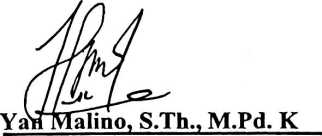 Yan Malino, S.Th., M.Pd. K